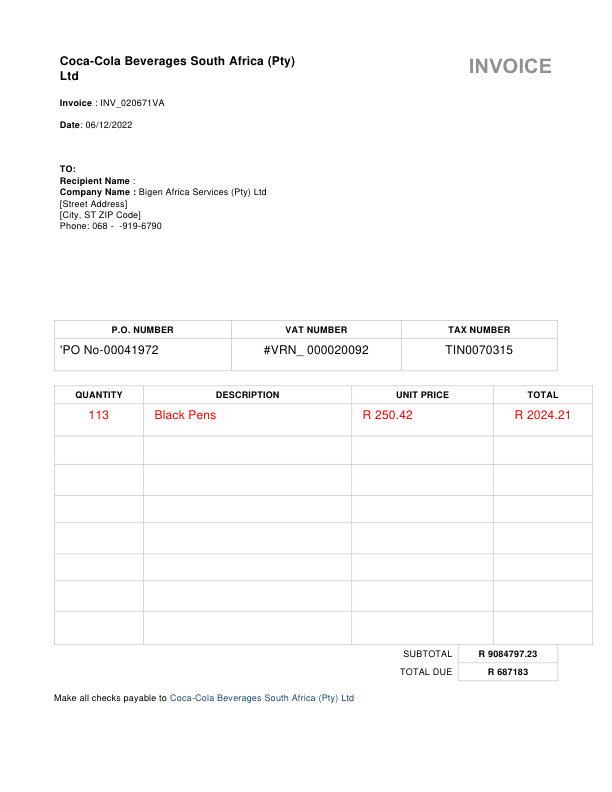 Coca-Cola Beverages South Africa (Pty)
Ltd
INVOICE
Invoice : INV_020671VA
Date: 06/12/2022
TO:
Recipient Name :
Company Name : Bigen Africa Services (Pty) Ltd
[Street Address]
[City, ST ZIP Code]
Phone: 068 - -919-6790
P.O. NUMBER VAT NUMBER TAX NUMBER
'PO No-00041972 #VRN_ 000020092 TIN0070315
QUANTITY DESCRIPTION UNIT PRICE TOTAL
113 Black Pens R 250.42 R 2024.21
SUBTOTAL R 9084797.23
TOTAL DUE R 687183
Make all checks payable to Coca-Cola Beverages South Africa (Pty) Ltd